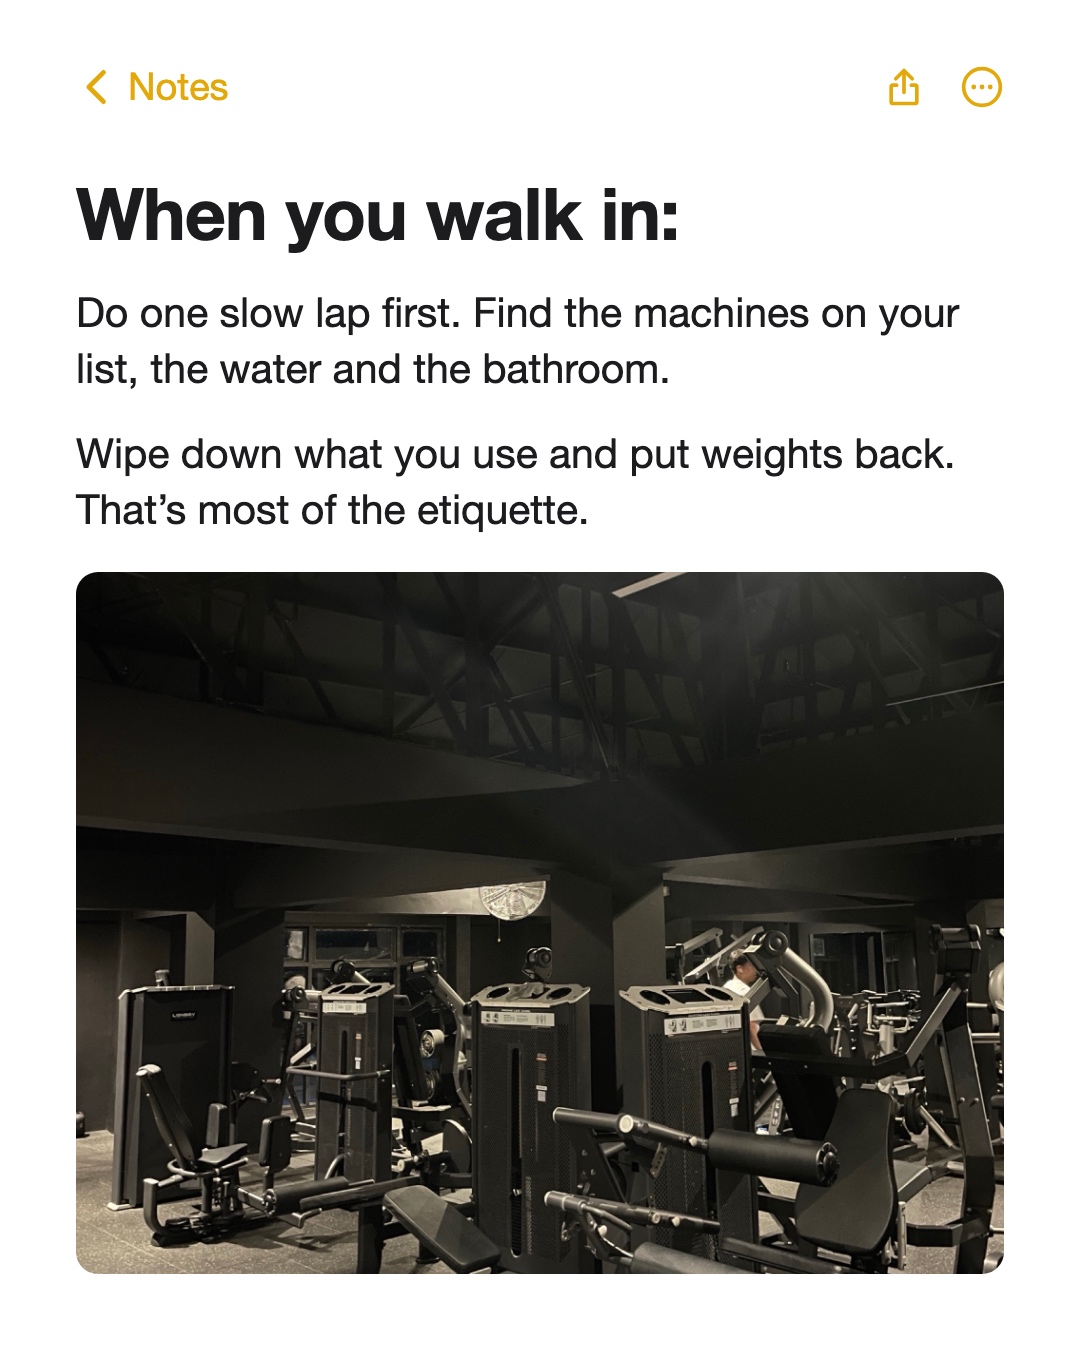 Notes
When you walk in:
Do one slow lap first. Find the machines on your
list, the water and the bathroom.
Wipe down what you use and put weights back.
That’s most of the etiquette.